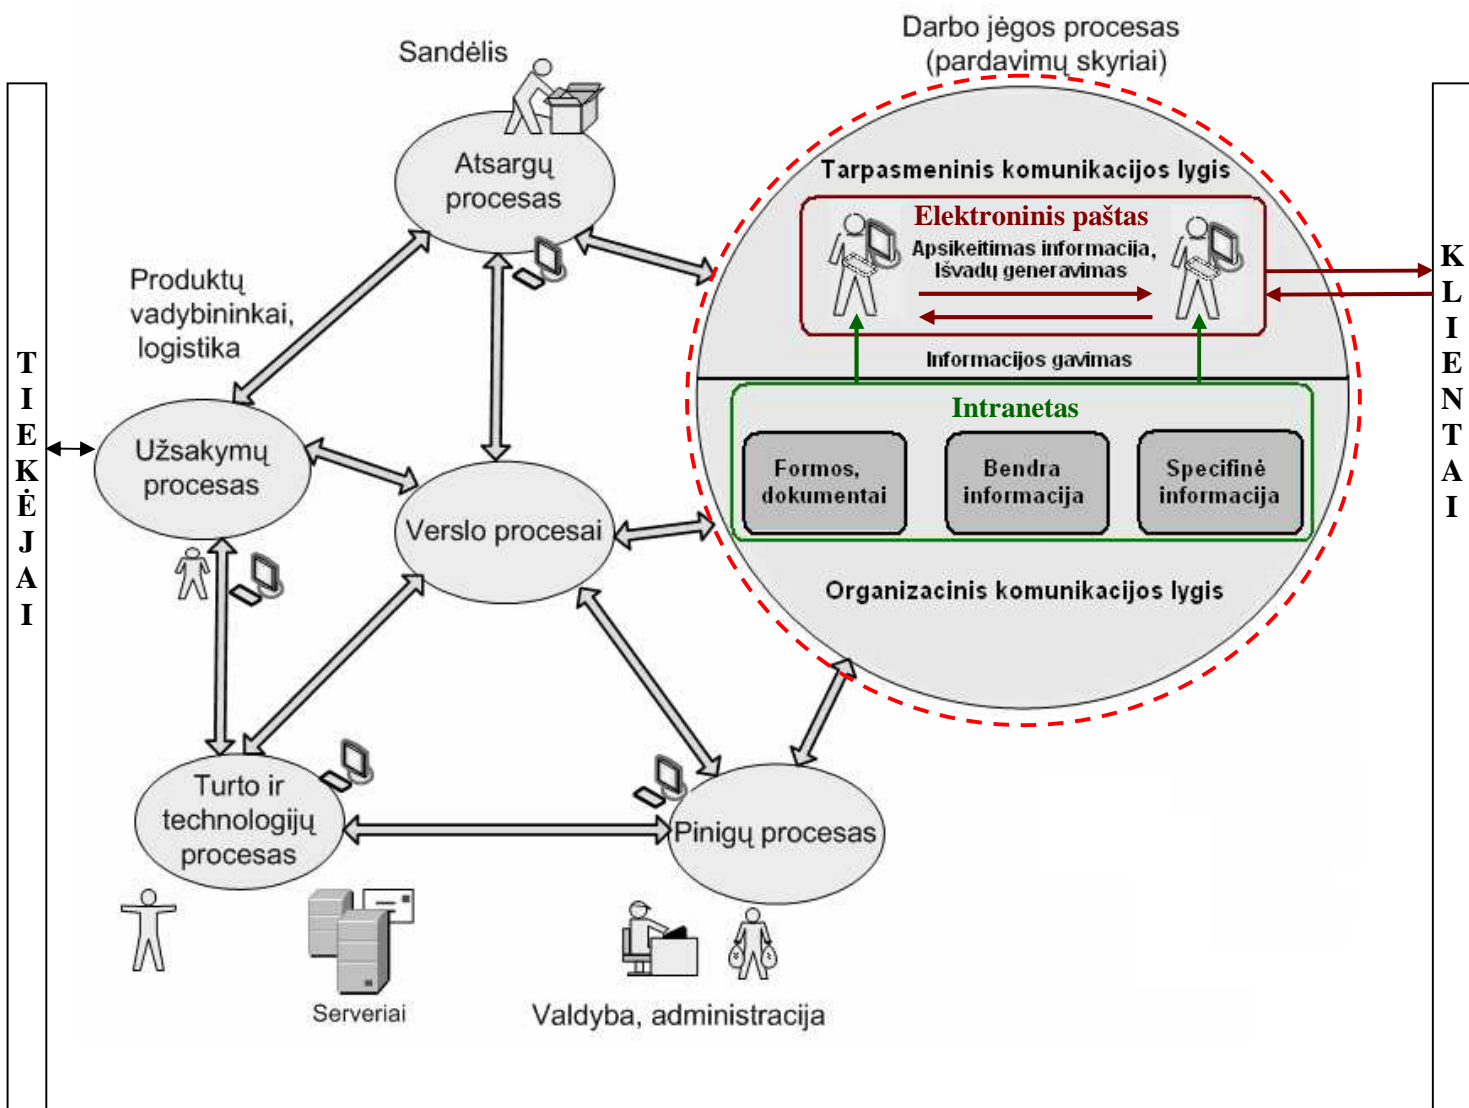 Sandėlis
Darbo jėgos procesas
(pardavimų skyriai)
Atsargų
procesas
Tarpasmeninis komunikacijos lygis
Elektroninis paštas
Apsikeitimas informacija,
Išvadų generavimas
Informacijos gavimas
Intranetas
Formos,
dokumentai
Bendra
informacija
Specifinė
informacija
Organizacinis komunikacijos lygis
Produktų
vadybininkai,
logistika
Užsakymų
procesas
Verslo procesai
Turto ir
technologijų
procesas
Pinigų procesas
Serveriai
Valdyba, administracija
T
I
E
K
Ė
J
A
I
K
L
I
E
N
T
A
I